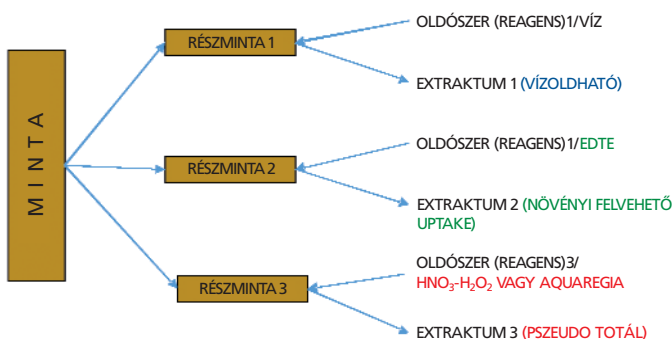 MINTA
RÉSZMINTA 1
OLDÓSZER (REAGENS)1/VÍZ
EXTRAKTUM 1 (VÍZOLDHATÓ)
RÉSZMINTA 2
OLDÓSZER (REAGENS)1/EDTE
EXTRAKTUM 2 (NÖVÉNYI FELVEHETŐ
UPTAKE)
RÉSZMINTA 3
OLDÓSZER (REAGENS)3/
HNO₃-H₂O₂ VAGY AQUAREGIA
EXTRAKTUM 3 (PSZEUDO TOTÁL)